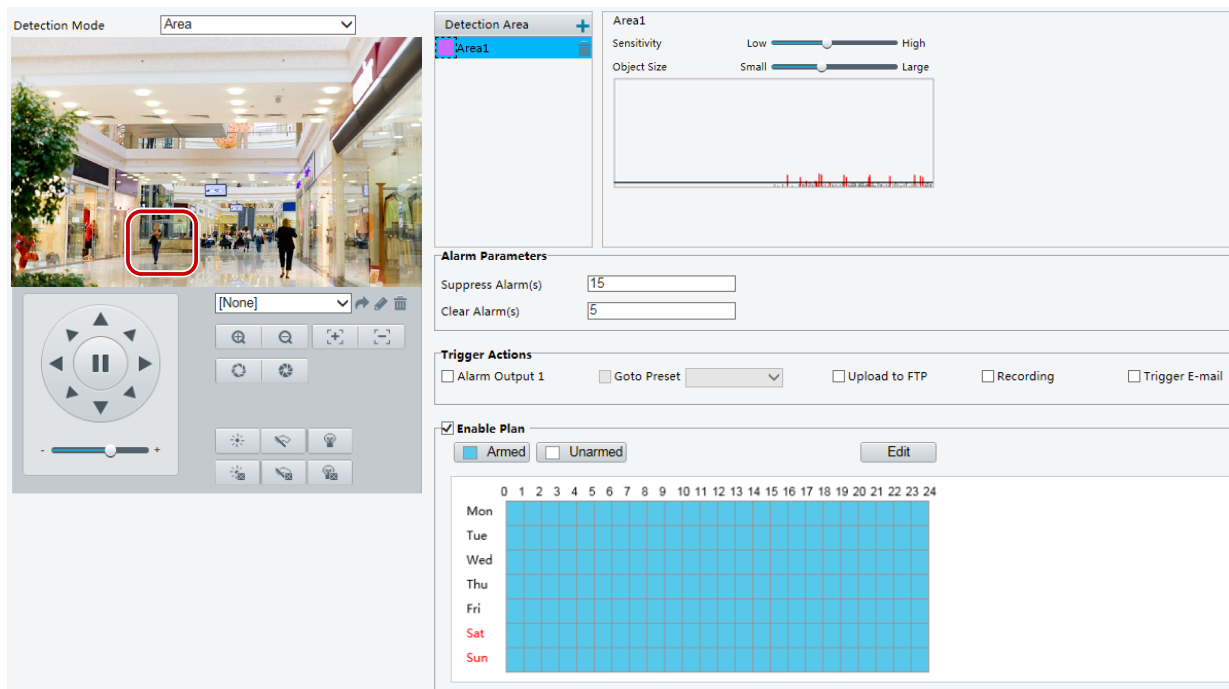 Detection Mode
Area
Detection Area
Area1
Area1
Sensitivity
Low
High
Object Size
Small
Large
Alarm Parameters
Suppress Alarm(s)
15
Clear Alarm(s)
5
[None]
- +
Trigger Actions
Alarm Output 1
Goto Preset
Upload to FTP
Recording
Trigger E-mail
Enable Plan
Armed
Unarmed
Edit
0 1 2 3 4 5 6 7 8 9 10 11 12 13 14 15 16 17 18 19 20 21 22 23 24
Mon
Tue
Wed
Thu
Fri
Sat
Sun